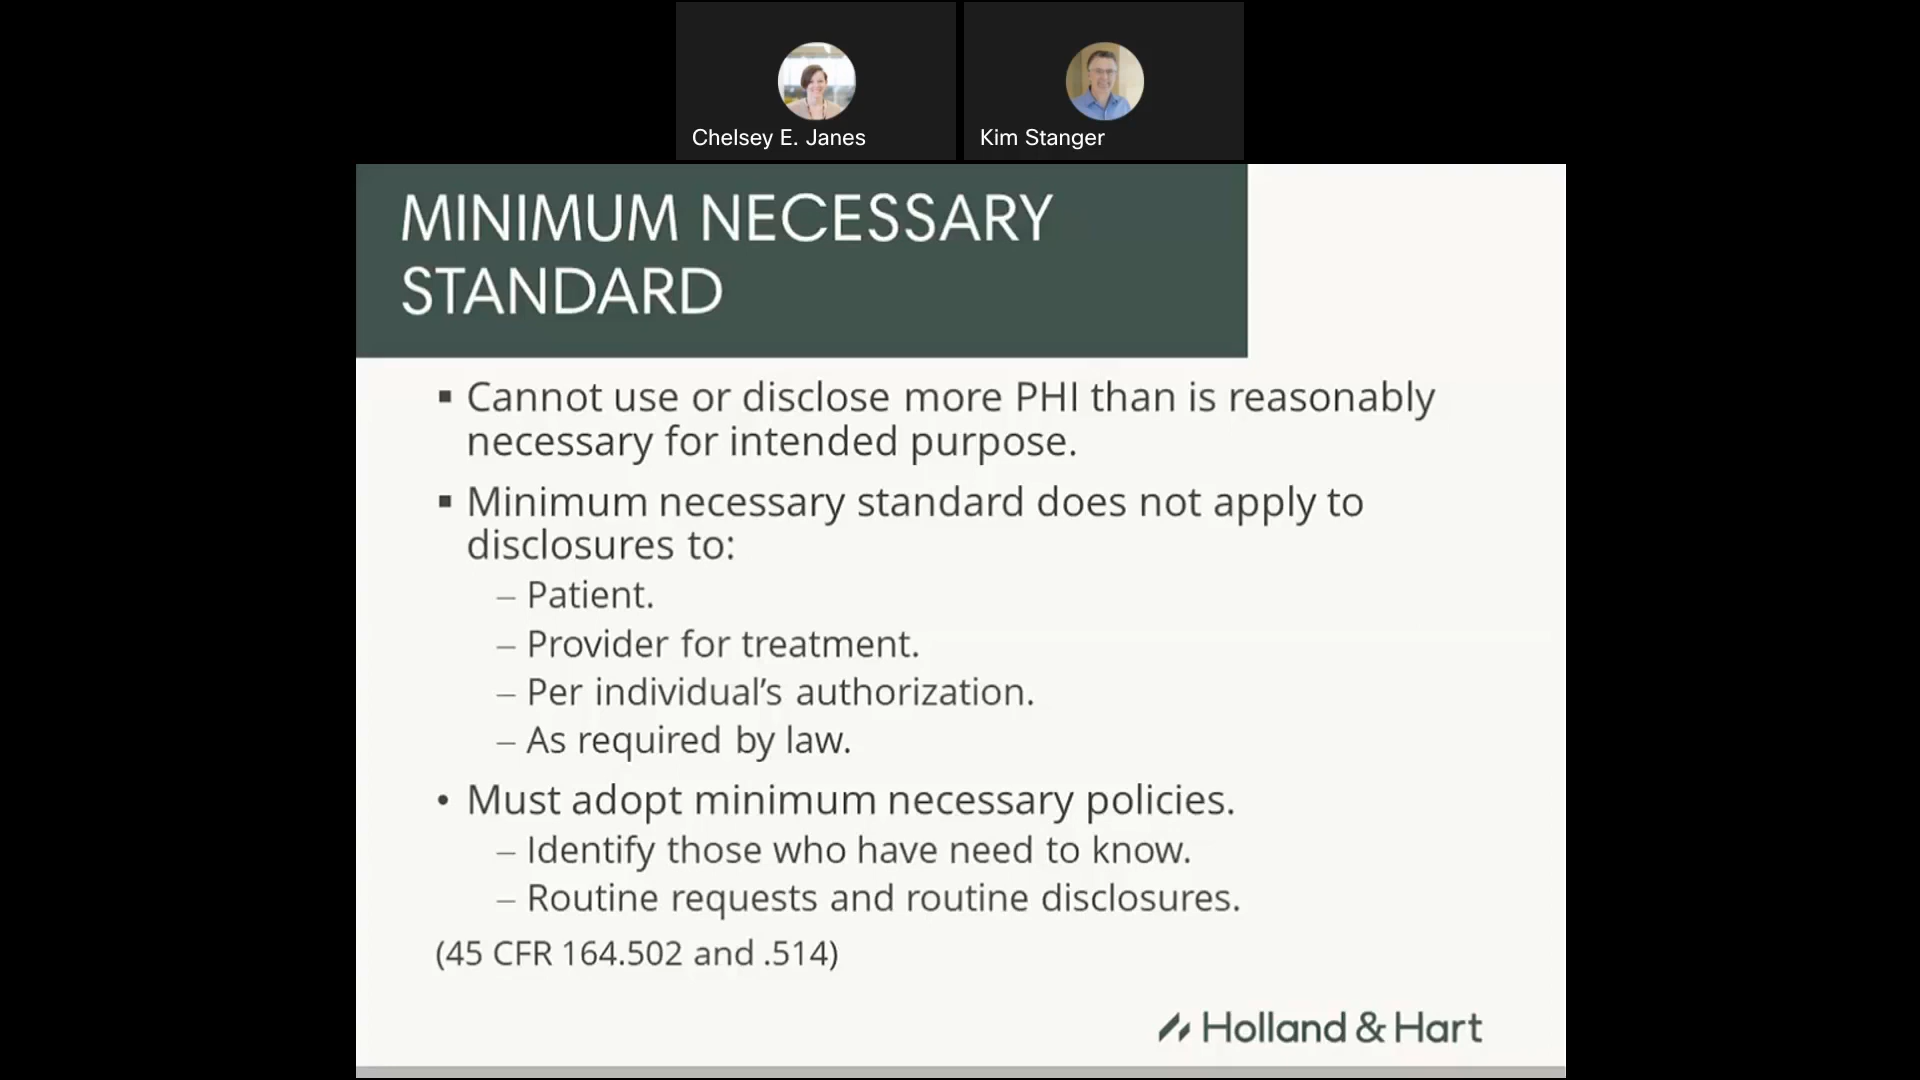 Chelsey E. Janes
Kim Stanger
MINIMUM NECESSARY
STANDARD
▪ Cannot use or disclose more PHI than is reasonably
necessary for intended purpose.
▪ Minimum necessary standard does not apply to
disclosures to:
– Patient.
– Provider for treatment.
– Per individual’s authorization.
– As required by law.
• Must adopt minimum necessary policies.
– Identify those who have need to know.
– Routine requests and routine disclosures.
(45 CFR 164.502 and .514)
Holland & Hart